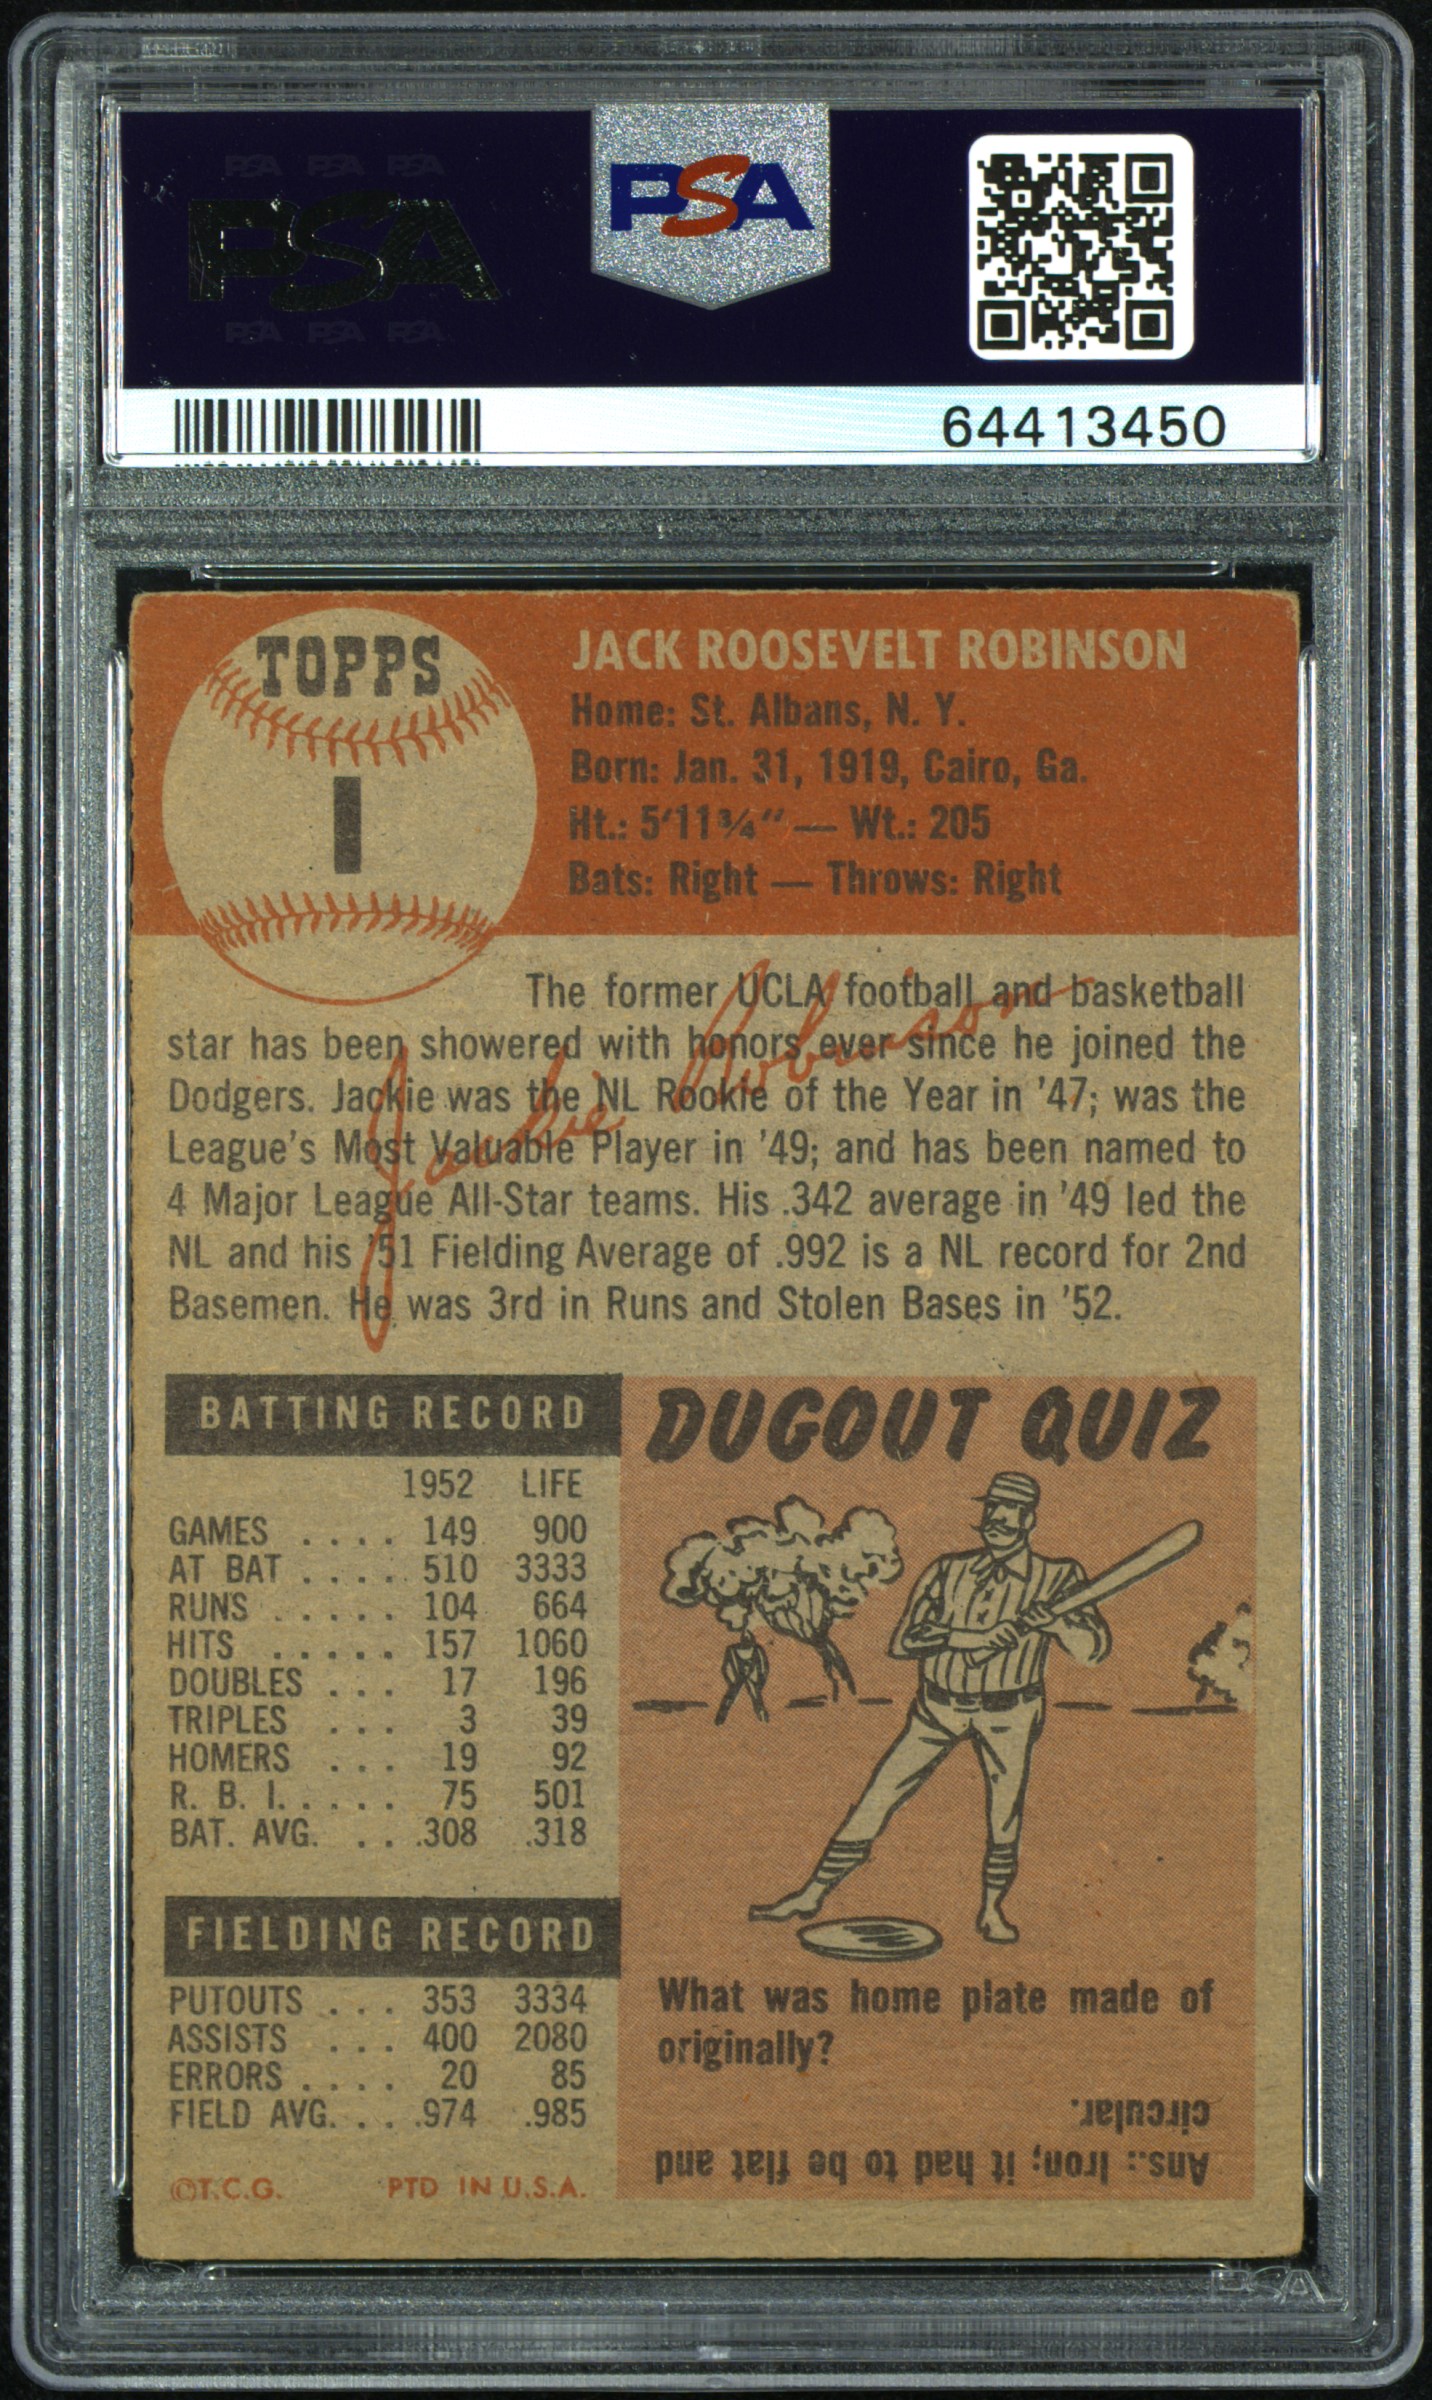 PSA PSA PSA
PSA
PSA PSA PSA
PSA
64413450
TOPPS
1
JACK ROOSEVELT ROBINSON
Home: St. Albans, N. Y.
Born: Jan. 31, 1919, Cairo, Ga.
Ht.: 5'11¾" — Wt.: 205
Bats: Right — Throws: Right
The former UCLA football and basketball
star has been showered with honors ever since he joined the
Dodgers. Jackie was the NL Rookie of the Year in '47; was the
League's Most Valuable Player in '49; and has been named to
4 Major League All-Star teams. His .342 average in '49 led the
NL and his '51 Fielding Average of .992 is a NL record for 2nd
Basemen. He was 3rd in Runs and Stolen Bases in '52.
Jackie Robinson
BATTING RECORD
1952 LIFE
GAMES .... 149 900
AT BAT ..... 510 3333
RUNS ..... 104 664
HITS ..... 157 1060
DOUBLES ... 17 196
TRIPLES ... 3 39
HOMERS ... 19 92
R. B. I. .... 75 501
BAT. AVG. ... .308 .318
FIELDING RECORD
PUTOUTS ... 353 3334
ASSISTS ... 400 2080
ERRORS .... 20 85
FIELD AVG. ... .974 .985
©T.C.G. PTD IN U.S.A.
DUGOUT QUIZ
What was home plate made of
originally?
Ans.: Iron; it had to be flat and
circular.
PSA